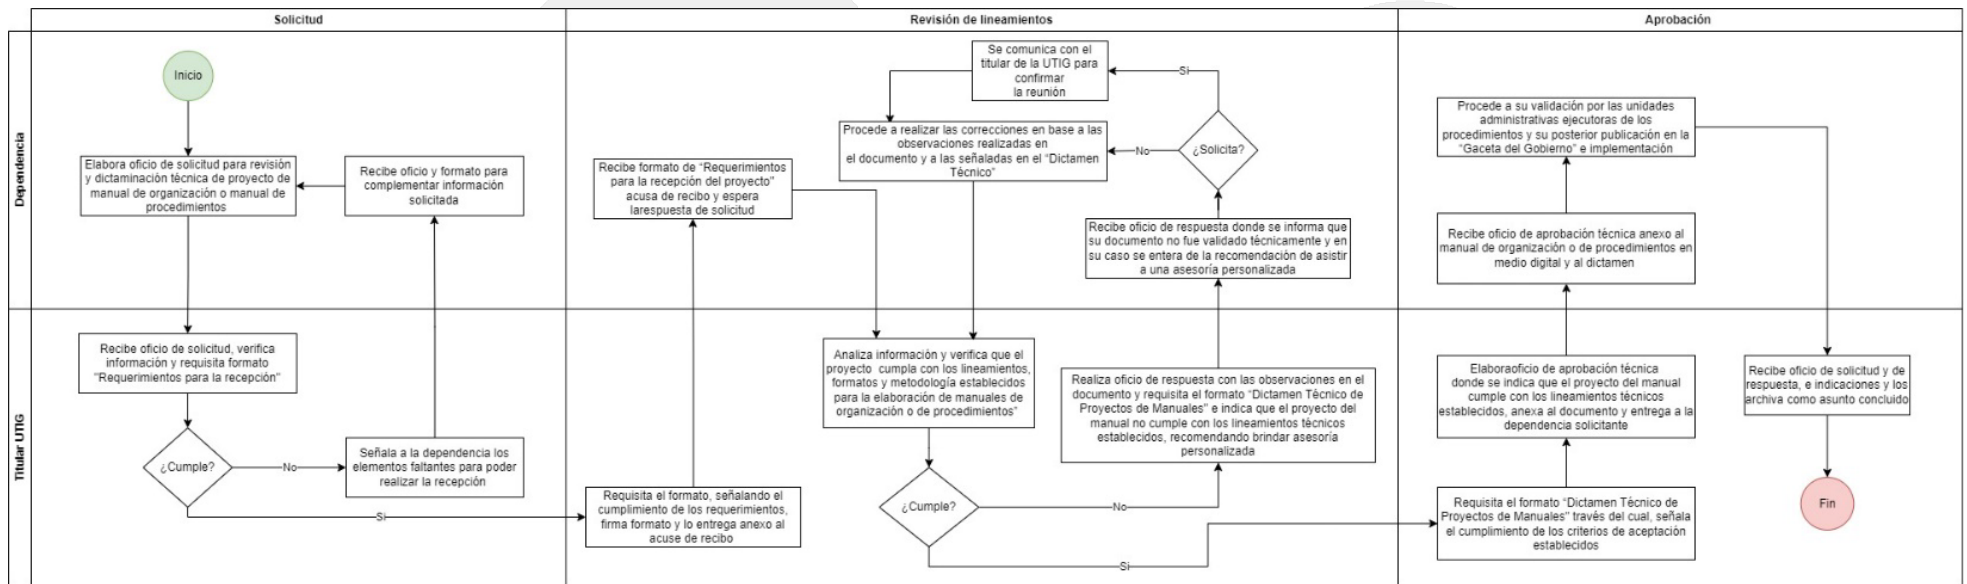 Solicitud
Revisión de lineamientos
Aprobación
Dependencia
Inicio
Elabora oficio de solicitud para revisión
y dictaminación técnica de proyecto de
manual de organización o manual de
procedimientos
Recibe oficio y formato para
complementar información
solicitada
Recibe formato de “Requerimientos
para la recepción del proyecto”
acusa de recibo y espera
larespuesta de solicitud
Se comunica con el
titular de la UTIG para
confirmar
la reunión
Si
Procede a realizar las correcciones en base a las
observaciones realizadas en
el documento y a las señaladas en el “Dictamen
Técnico”
No
¿Solicita?
Recibe oficio de respuesta donde se informa que
su documento no fue validado técnicamente y en
su caso se entera de la recomendación de asistir
a una asesoría personalizada
Procede a su validación por las unidades
administrativas ejecutoras de los
procedimientos y su posterior publicación en la
“Gaceta del Gobierno” e implementación
Recibe oficio de aprobación técnica anexo al
manual de organización o de procedimientos en
medio digital y al dictamen
Titular UTIG
Recibe oficio de solicitud, verifica
información y requisita formato
"Requerimientos para la recepción"
¿Cumple?
No
Señala a la dependencia los
elementos faltantes para poder
realizar la recepción
Si
Requisita el formato, señalando el
cumplimiento de los requerimientos,
firma formato y lo entrega anexo al
acuse de recibo
Analiza información y verifica que el
proyecto cumpla con los lineamientos,
formatos y metodología establecidos
para la elaboración de manuales de
organización o de procedimientos”
¿Cumple?
No
Si
Realiza oficio de respuesta con las observaciones en el
documento y requisita el formato “Dictamen Técnico de
Proyectos de Manuales” e indica que el proyecto del
manual no cumple con los lineamientos técnicos
establecidos, recomendando brindar asesoría
personalizada
Elaboraoficio de aprobación técnica
donde se indica que el proyecto del manual
cumple con los lineamientos técnicos
establecidos, anexa al documento y entrega a la
dependencia solicitante
Requisita el formato “Dictamen Técnico de
Proyectos de Manuales” través del cual, señala
el cumplimiento de los criterios de aceptación
establecidos
Recibe oficio de solicitud y de
respuesta, e indicaciones y los
archiva como asunto concluido
Fin